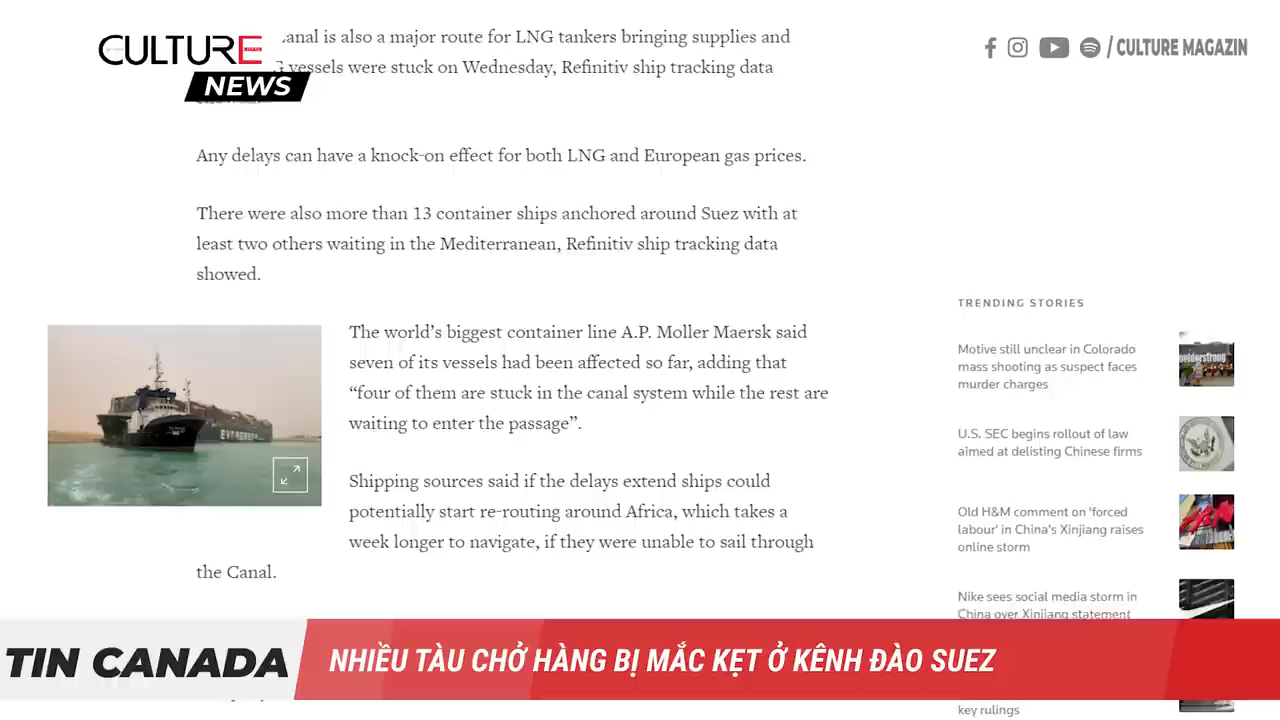 CULTURE
NEWS
/ CULTURE MAGAZIN
anal is also a major route for LNG tankers bringing supplies and
vessels were stuck on Wednesday, Refinitiv ship tracking data
Any delays can have a knock-on effect for both LNG and European gas prices.
There were also more than 13 container ships anchored around Suez with at
least two others waiting in the Mediterranean, Refinitiv ship tracking data
showed.
The world’s biggest container line A.P. Moller Maersk said
seven of its vessels had been affected so far, adding that
“four of them are stuck in the canal system while the rest are
waiting to enter the passage”.
Shipping sources said if the delays extend ships could
potentially start re-routing around Africa, which takes a
week longer to navigate, if they were unable to sail through
the Canal.
EVERGREEN
TRENDING STORIES
Motive still unclear in Colorado
mass shooting as suspect faces
murder charges
U.S. SEC begins rollout of law
aimed at delisting Chinese firms
Old H&M comment on 'forced
labour' in China's Xinjiang raises
online storm
Nike sees social media storm in
China over Xinjiang statement
key rulings
TIN CANADA
NHIỀU TÀU CHỞ HÀNG BỊ MẮC KẸT Ở KÊNH ĐÀO SUEZ